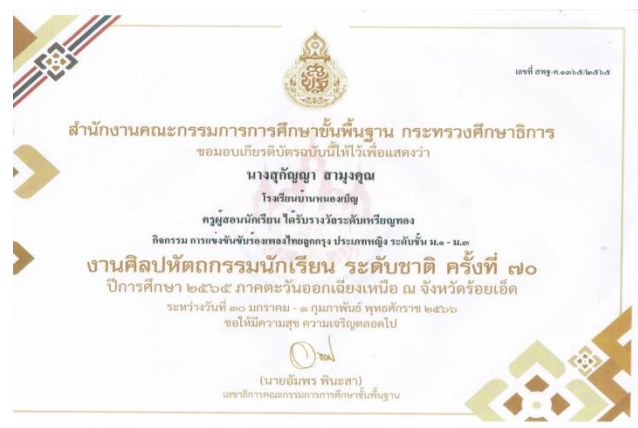 เลขที่ สพฐ-ศ.๑๓๖๕/๒๕๖๕
สำนักงานคณะกรรมการการศึกษาขั้นพื้นฐาน กระทรวงศึกษาธิการ
ขอมอบเกียรติบัตรฉบับนี้ให้ไว้เพื่อแสดงว่า
นางสุกัญญา สามุงคุณ
โรงเรียนบ้านหนองเบ็ญ
ครูผู้สอนนักเรียน ได้รับรางวัลระดับเหรียญทอง
กิจกรรม การแข่งขันขับร้องเพลงไทยลูกกรุง ประเภทหญิง ระดับชั้น ม.๑ - ม.๓
งานศิลปหัตถกรรมนักเรียน ระดับชาติ ครั้งที่ ๗๐
ปีการศึกษา ๒๕๖๕ ภาคตะวันออกเฉียงเหนือ ณ จังหวัดร้อยเอ็ด
ระหว่างวันที่ ๓๐ มกราคม - ๑ กุมภาพันธ์ พุทธศักราช ๒๕๖๖
ขอให้มีความสุข ความเจริญตลอดไป
(นายอัมพร พินะสา)
เลขาธิการคณะกรรมการการศึกษาขั้นพื้นฐาน